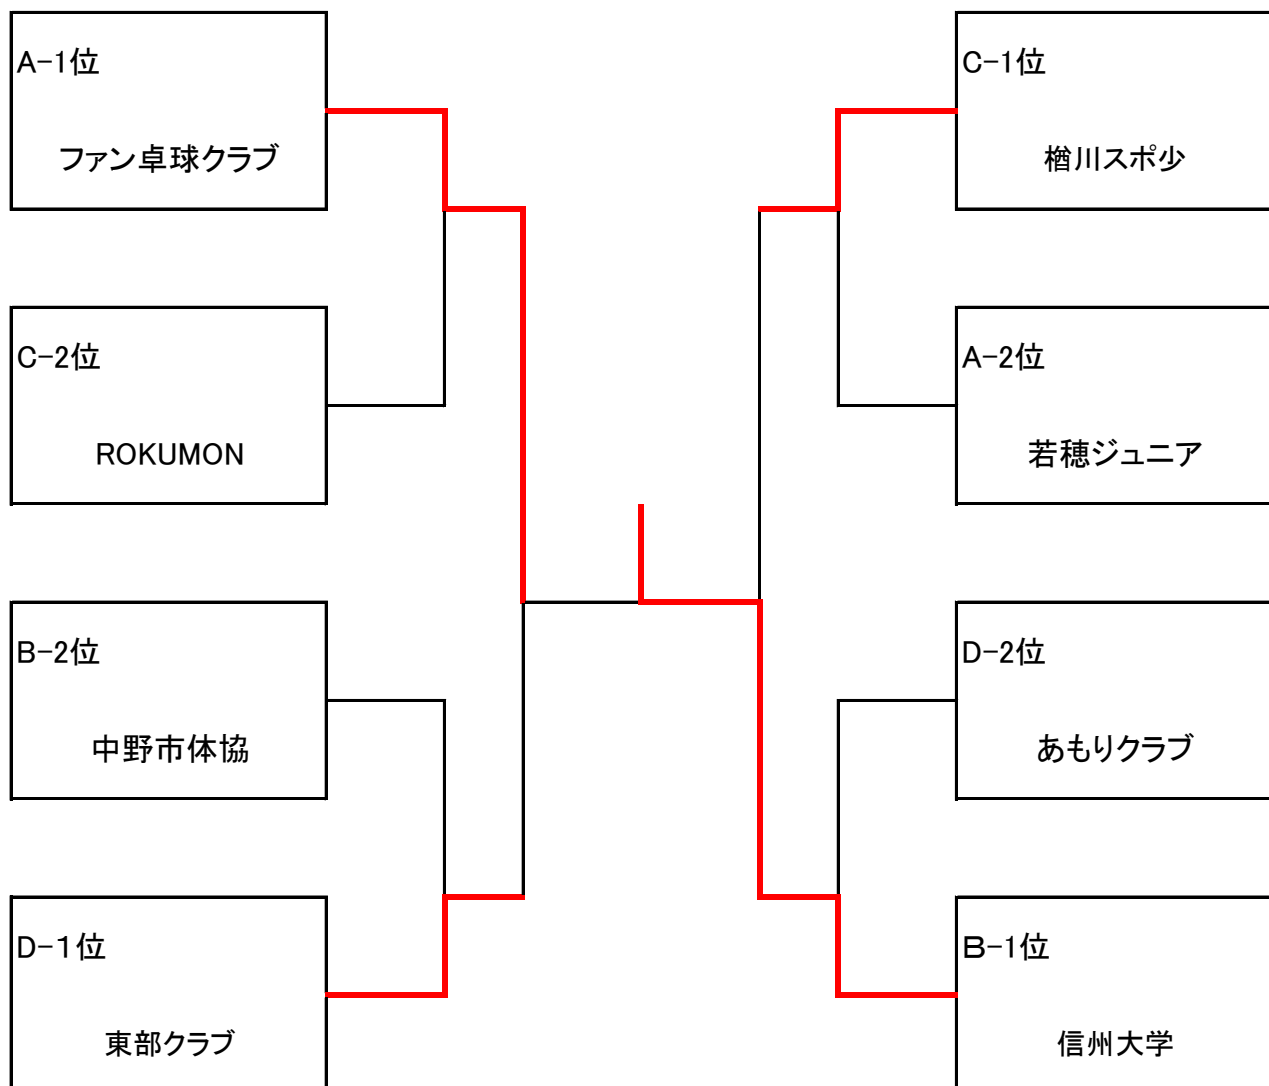 A-1位
ファン卓球クラブ
C-2位
ROKUMON
B-2位
中野市体協
D-１位
東部クラブ
C-1位
楢川スポ少
A-2位
若穂ジュニア
D-2位
あもりクラブ
Ｂ-1位
信州大学